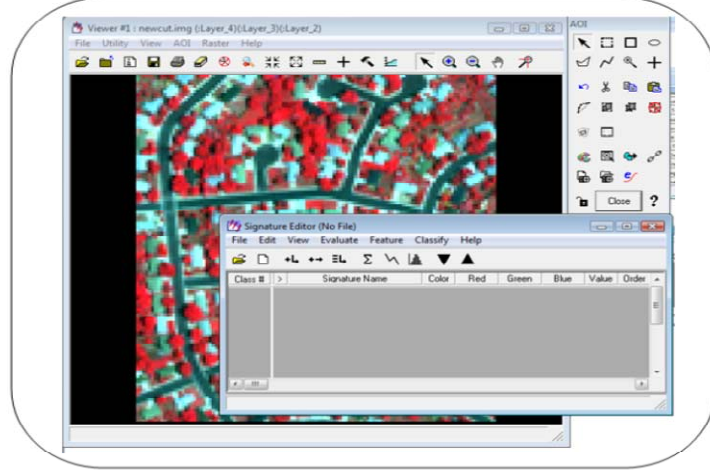 Viewer #1 : newcut.img (:Layer_4)(:Layer_3)(:Layer_2)
File Utility View AOI Raster Help
AOI
Close ?
Signature Editor (No File)
File Edit View Evaluate Feature Classify Help
Class # > Signature Name Color Red Green Blue Value Order